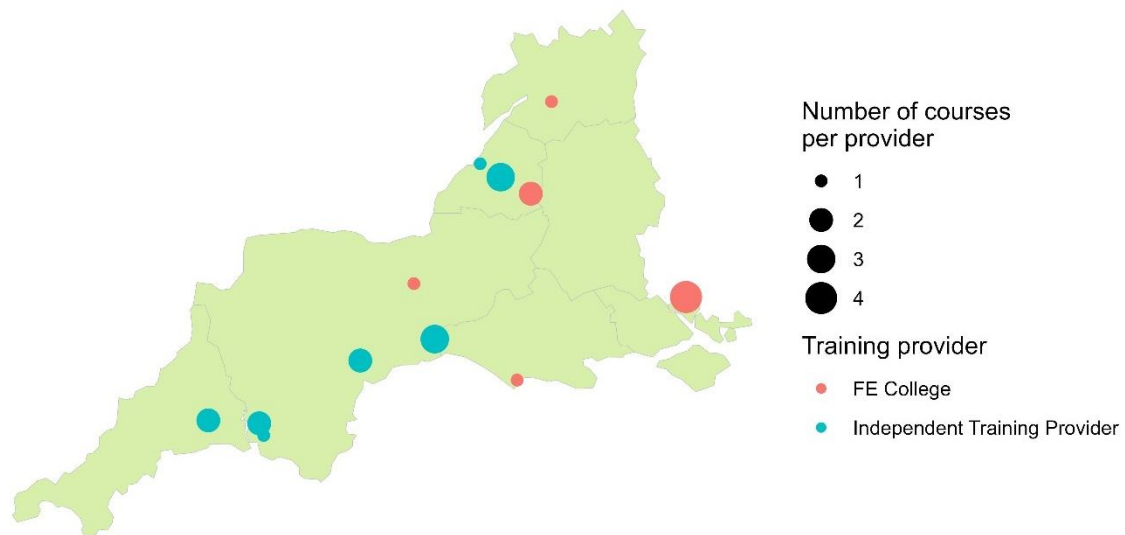 Number of courses
per provider
1
2
3
4
Training provider
FE College
Independent Training Provider